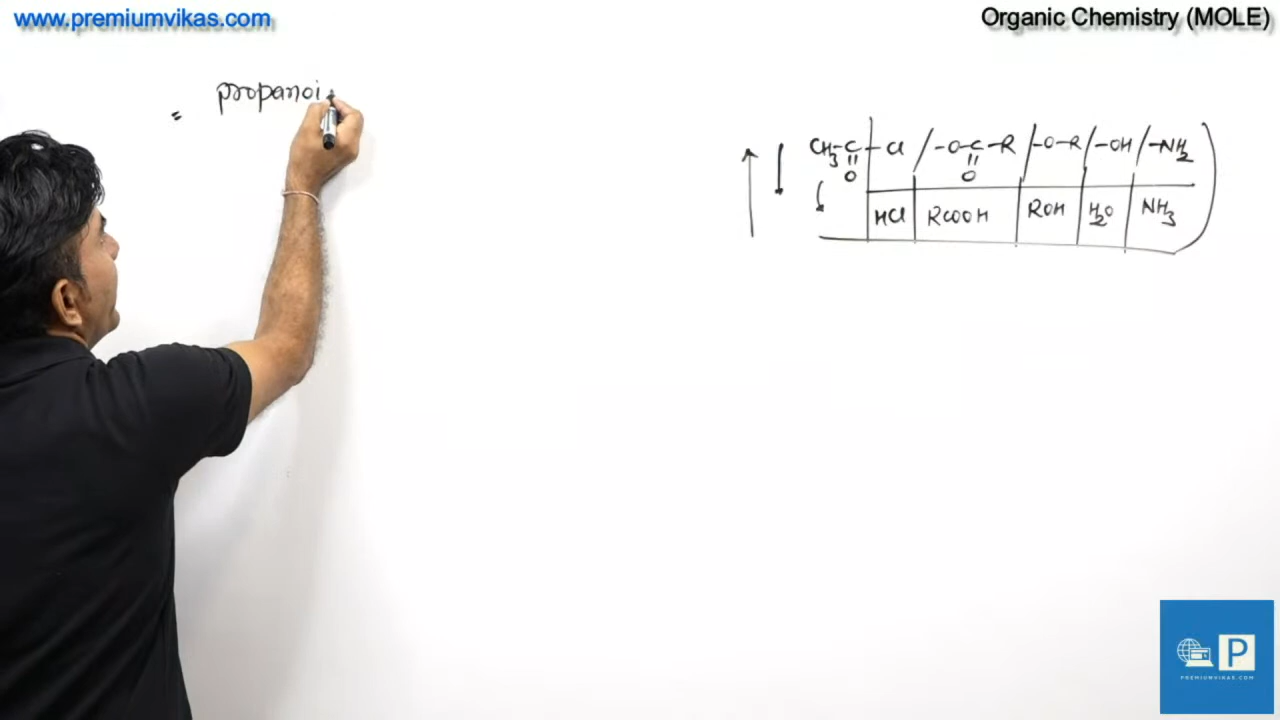 www.premiumvikas.com
Organic Chemistry (MOLE)
= propanoi
CH3-C-Cl / -O-C-R /-O-R/-OH/-NH2
O O
HCl RCOOH ROH H2O NH3
P
PREMIUMVIKAS.COM